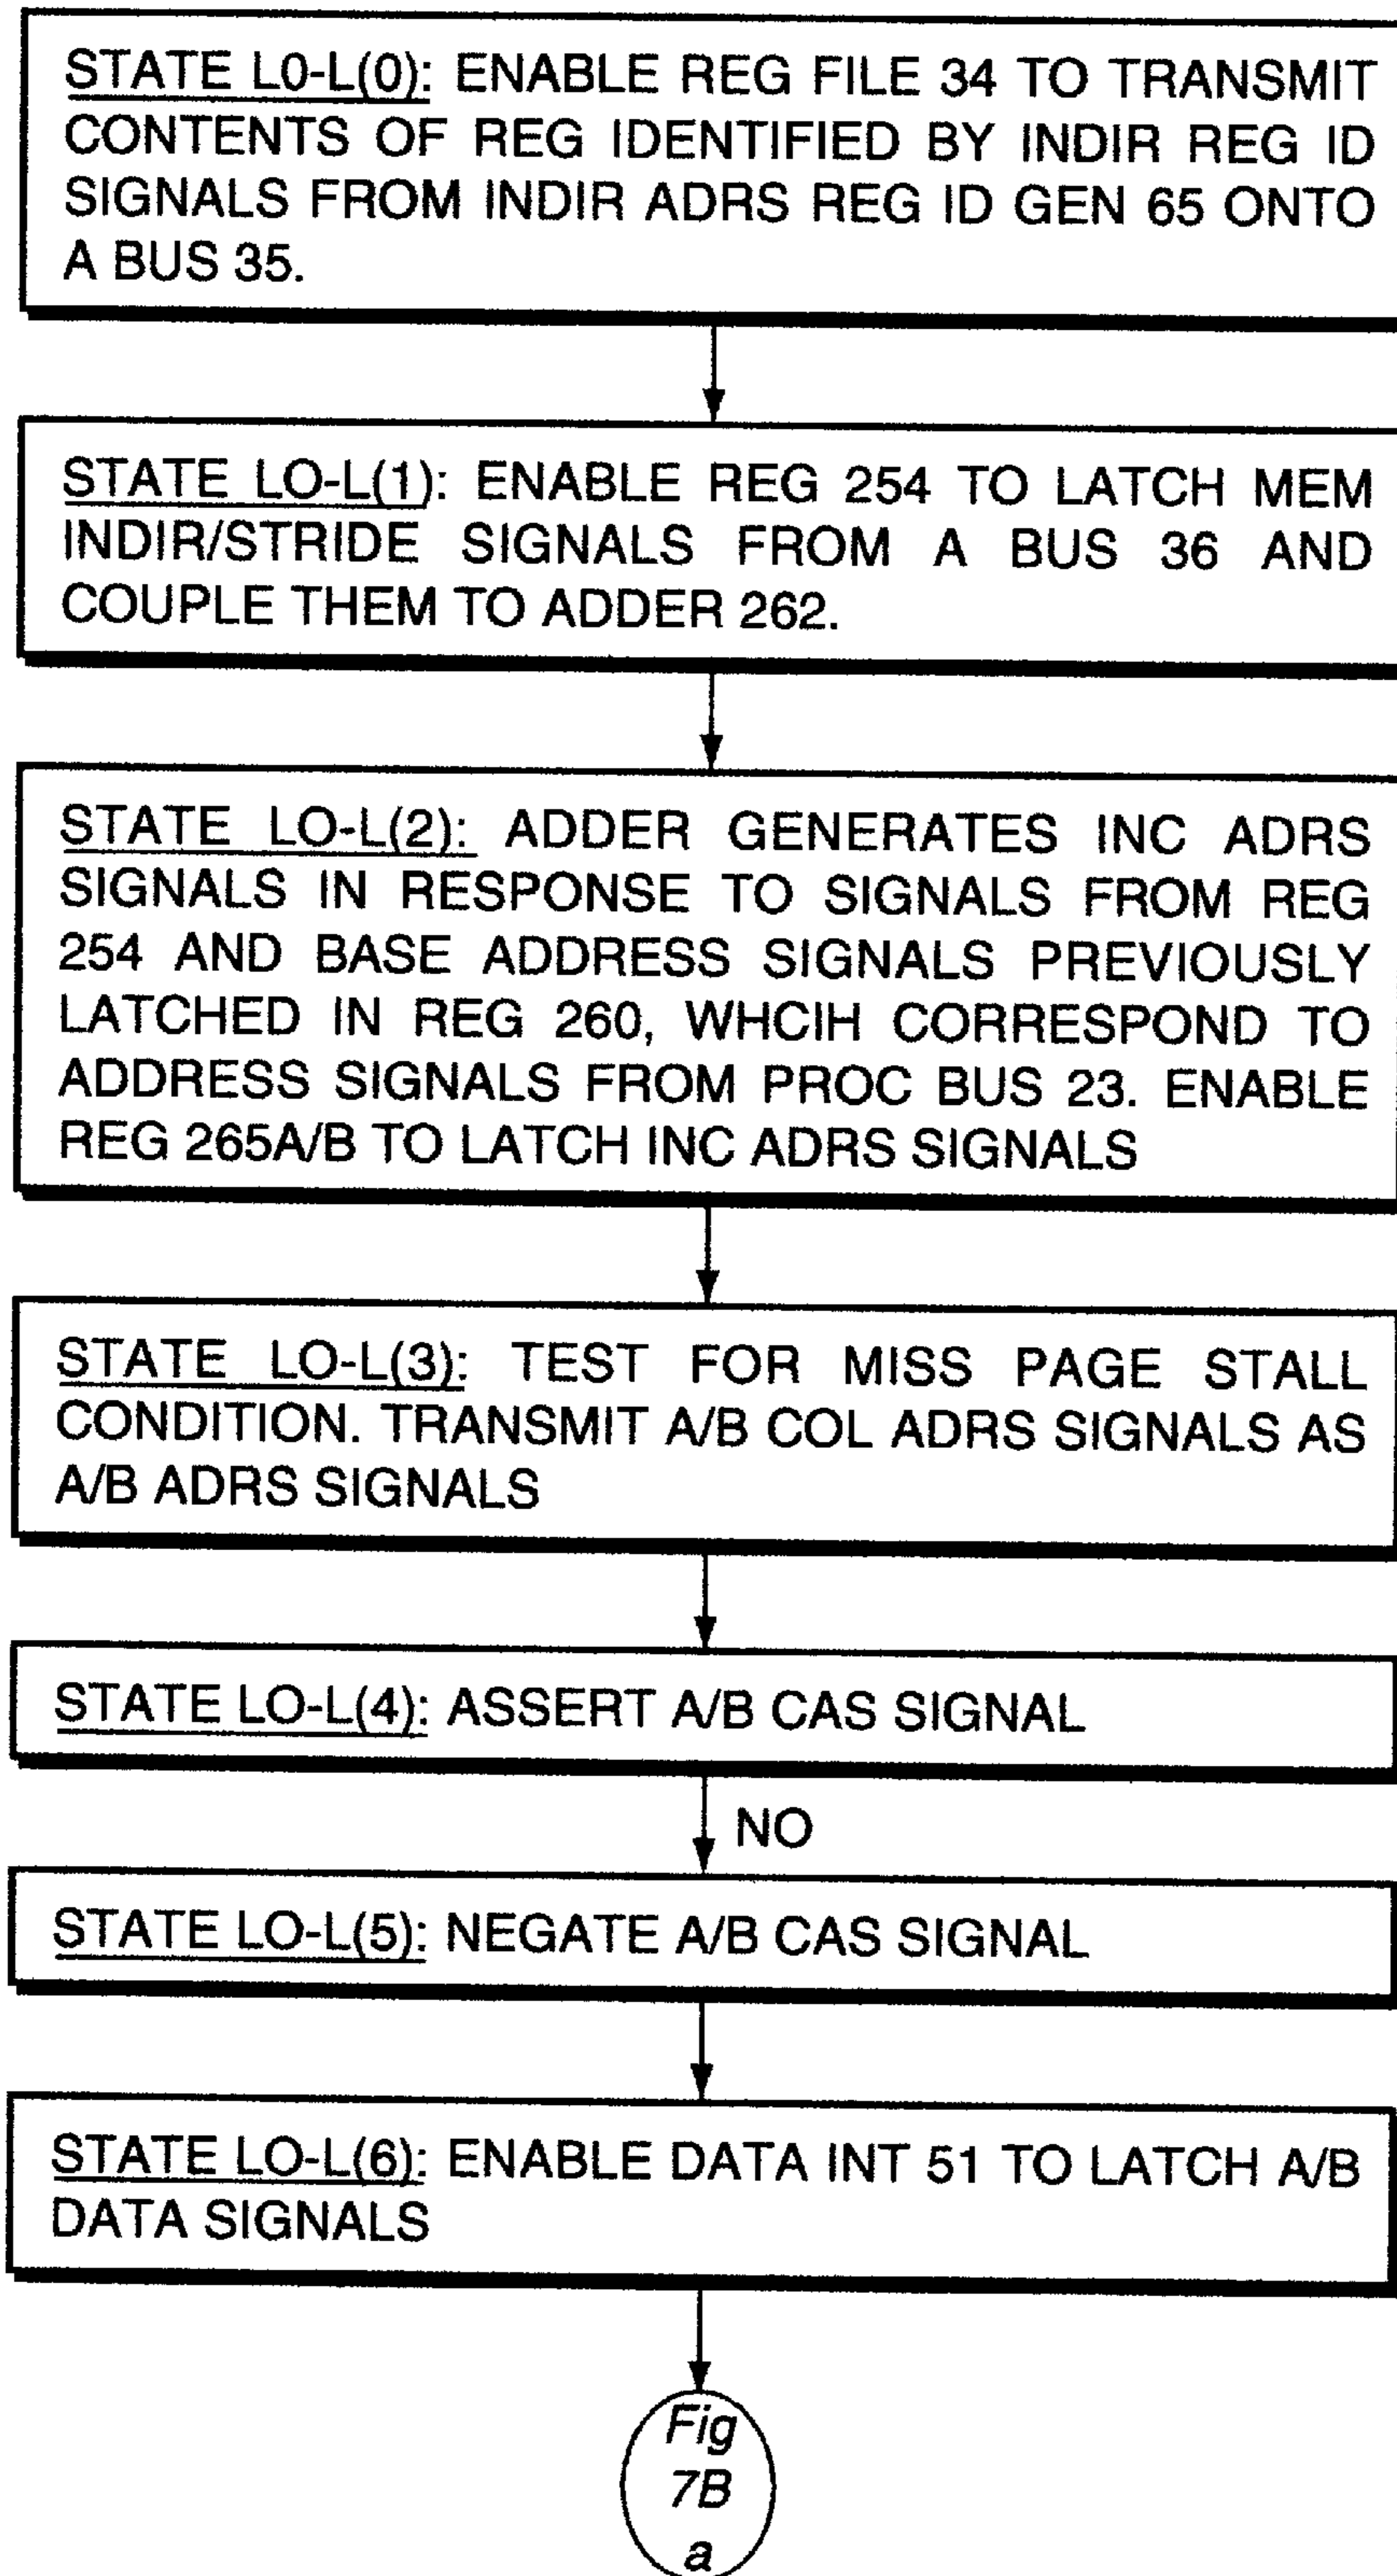 STATE L0-L(0): ENABLE REG FILE 34 TO TRANSMIT
CONTENTS OF REG IDENTIFIED BY INDIR REG ID
SIGNALS FROM INDIR ADRS REG ID GEN 65 ONTO
A BUS 35.
STATE LO-L(1): ENABLE REG 254 TO LATCH MEM
INDIR/STRIDE SIGNALS FROM A BUS 36 AND
COUPLE THEM TO ADDER 262.
STATE LO-L(2): ADDER GENERATES INC ADRS
SIGNALS IN RESPONSE TO SIGNALS FROM REG
254 AND BASE ADDRESS SIGNALS PREVIOUSLY
LATCHED IN REG 260, WHCIH CORRESPOND TO
ADDRESS SIGNALS FROM PROC BUS 23. ENABLE
REG 265A/B TO LATCH INC ADRS SIGNALS
STATE LO-L(3): TEST FOR MISS PAGE STALL
CONDITION. TRANSMIT A/B COL ADRS SIGNALS AS
A/B ADRS SIGNALS
STATE LO-L(4): ASSERT A/B CAS SIGNAL
NO
STATE LO-L(5): NEGATE A/B CAS SIGNAL
STATE LO-L(6): ENABLE DATA INT 51 TO LATCH A/B
DATA SIGNALS
Fig
7B
a